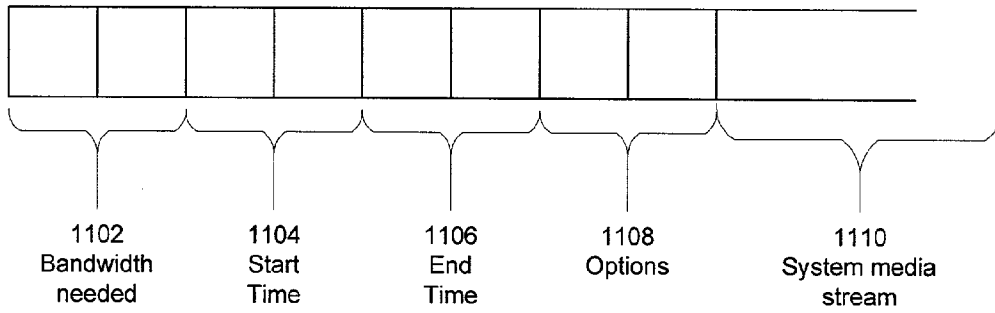 1102
Bandwidth
needed
1104
Start
Time
1106
End
Time
1108
Options
1110
System media
stream